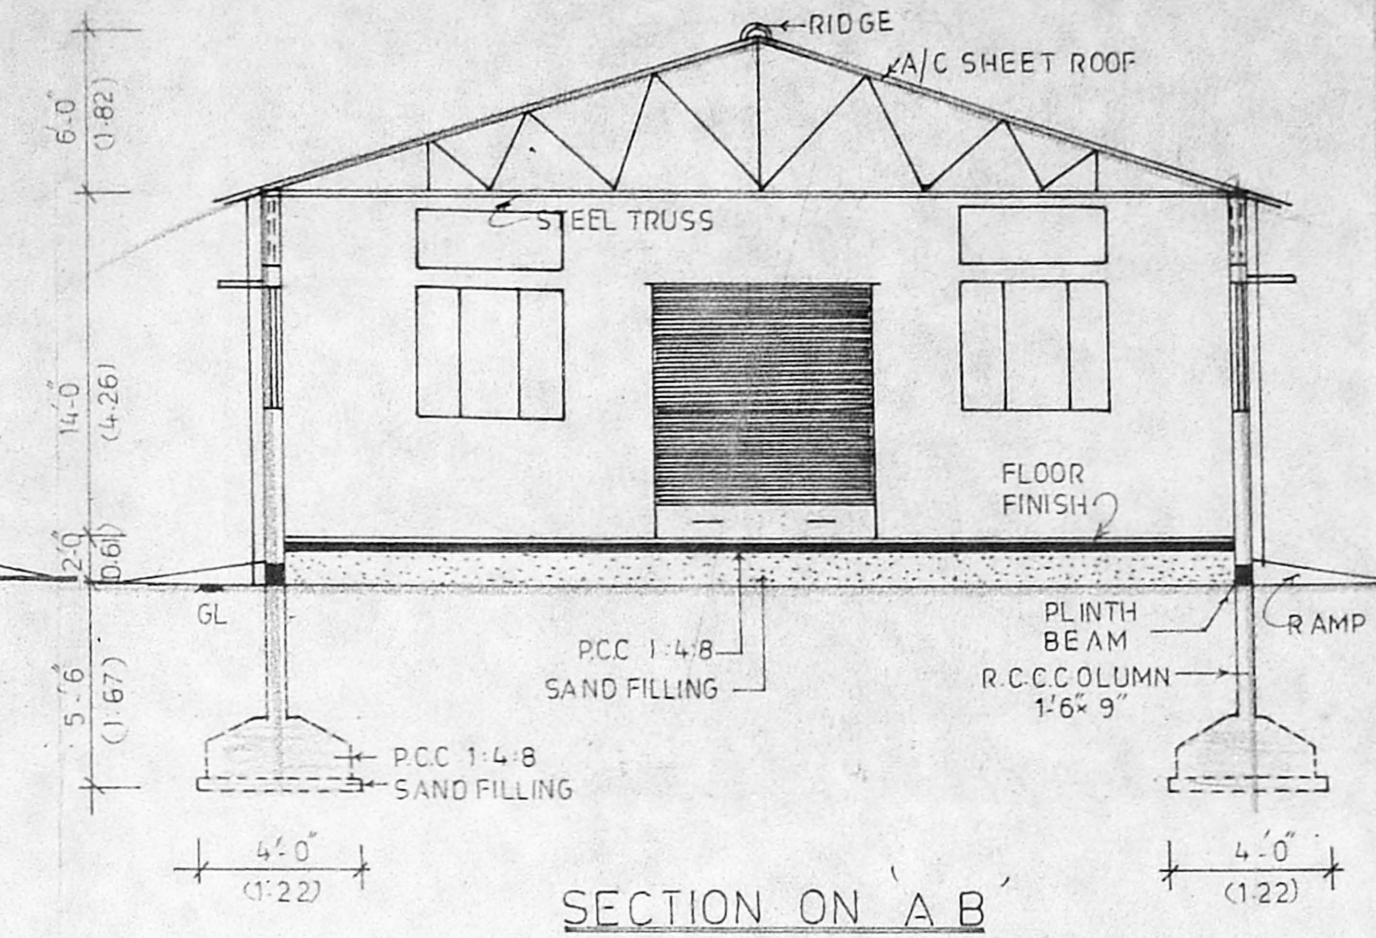 RIDGE
A/C SHEET ROOF
6'-0"
(1·82)
STEEL TRUSS
14'-0"
(4·26)
FLOOR
FINISH
2'-0"
0·61)
GL
PLINTH
BEAM
RAMP
P.C.C 1:4:8
SAND FILLING
R.C.C.COLUMN
1'-6"× 9"
5'-6"
(1·67)
P.C.C 1:4:8
SAND FILLING
4'-0"
(1·22)
4'-0"
(1·22)
SECTION ON 'A B'